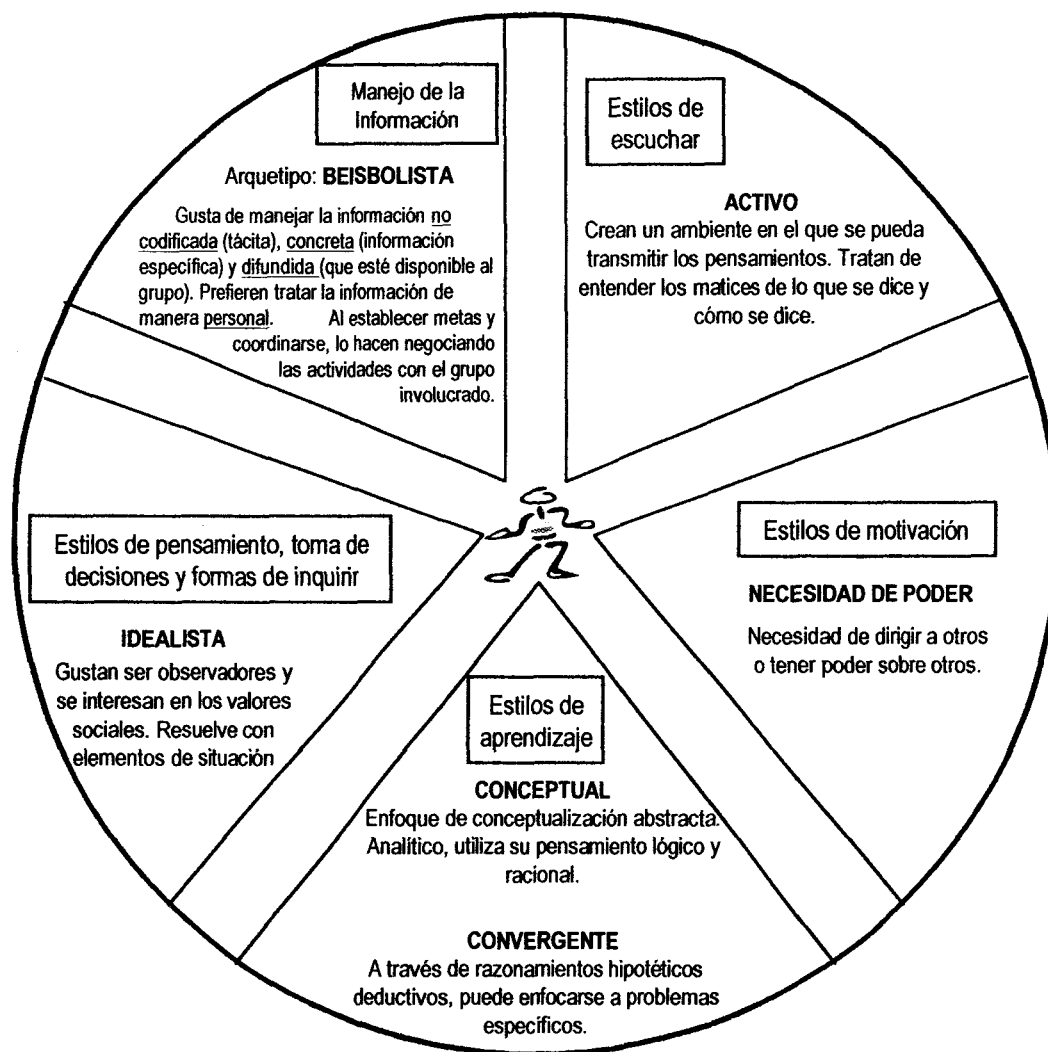 Manejo de la
Información
Arquetipo: BEISBOLISTA
Gusta de manejar la información no
codificada (tácita), concreta (información
específica) y difundida (que esté disponible al
grupo). Prefieren tratar la información de
manera personal. Al establecer metas y
coordinarse, lo hacen negociando
las actividades con el grupo
involucrado.
Estilos de
escuchar
ACTIVO
Crean un ambiente en el que se pueda
transmitir los pensamientos. Tratan de
entender los matices de lo que se dice y
cómo se dice.
Estilos de pensamiento, toma de
decisiones y formas de inquirir
IDEALISTA
Gustan ser observadores y
se interesan en los valores
sociales. Resuelve con
elementos de situación
Estilos de motivación
NECESIDAD DE PODER
Necesidad de dirigir a otros
o tener poder sobre otros.
Estilos de
aprendizaje
CONCEPTUAL
Enfoque de conceptualización abstracta.
Analítico, utiliza su pensamiento lógico y
racional.
CONVERGENTE
A través de razonamientos hipotéticos
deductivos, puede enfocarse a problemas
específicos.